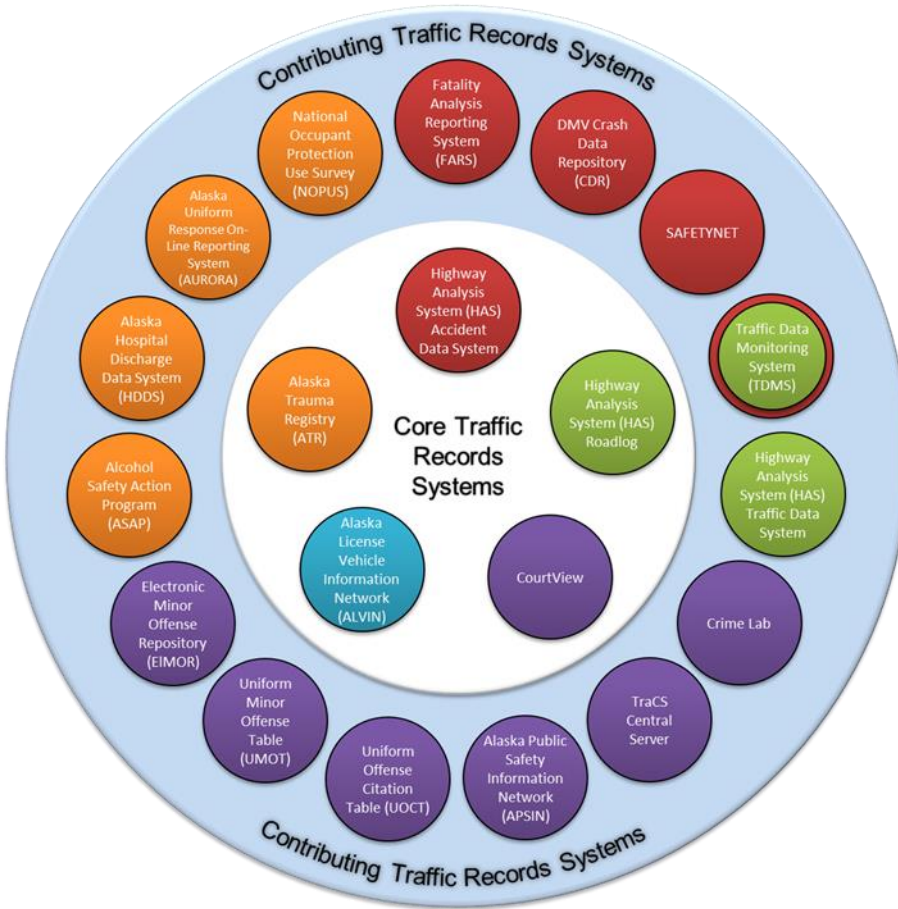 Contributing Traffic Records Systems
Fatality
Analysis
Reporting
System
(FARS)
DMV Crash
Data
Repository
(CDR)
SAFETYNET
Traffic Data
Monitoring
System
(TDMS)
Highway
Analysis
System (HAS)
Traffic Data
System
Crime Lab
TraCS
Central
Server
Alaska Public
Safety
Information
Network
(APSIN)
Uniform
Offense
Citation
Table (UOCT)
Uniform
Minor
Offense
Table
(UMOT)
Electronic
Minor
Offense
Repository
(EIMOR)
Alcohol
Safety Action
Program
(ASAP)
Alaska
Hospital
Discharge
Data System
(HDDS)
Alaska
Uniform
Response On-
Line Reporting
System
(AURORA)
National
Occupant
Protection
Use Survey
(NOPUS)
Highway
Analysis
System (HAS)
Accident
Data System
Highway
Analysis
System (HAS)
Roadlog
CourtView
Alaska
License
Vehicle
Information
Network
(ALVIN)
Alaska
Trauma
Registry
(ATR)
Core Traffic
Records
Systems
Contributing Traffic Records Systems